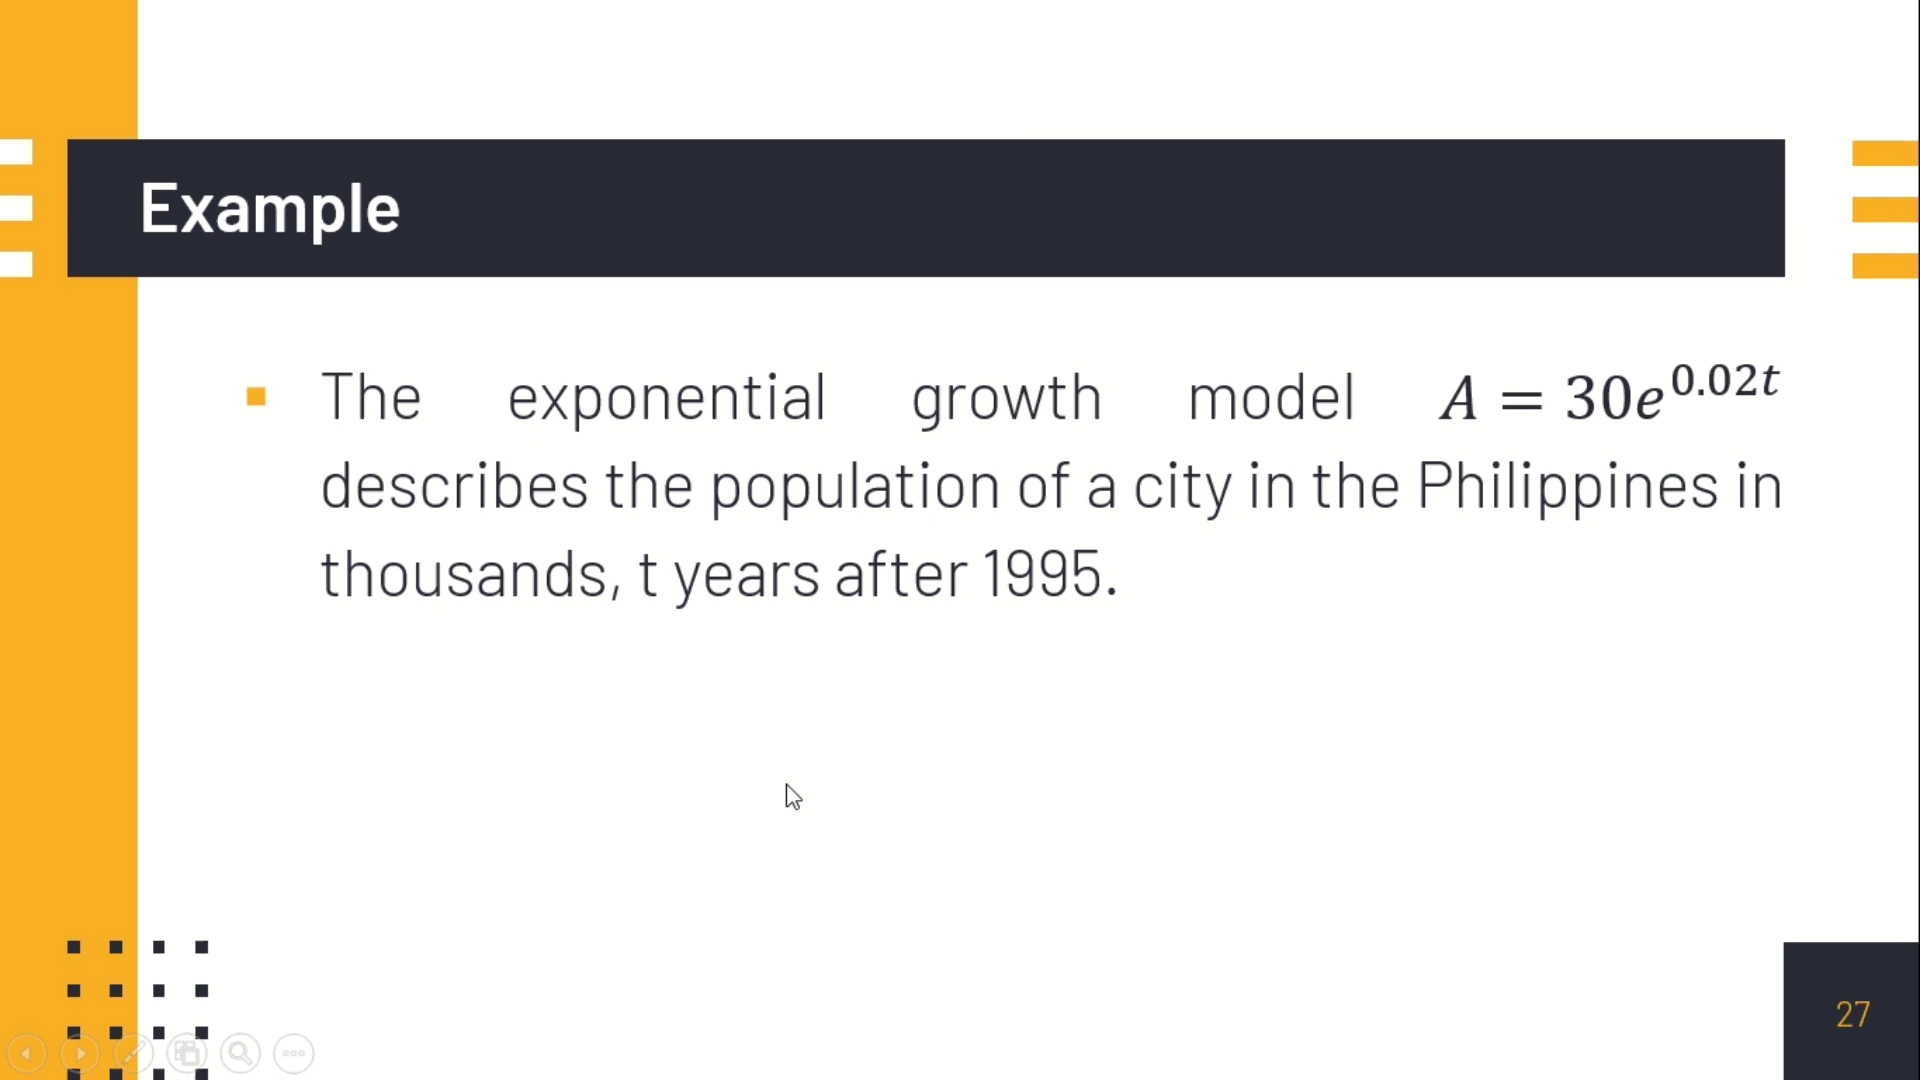 Example
The exponential growth model A = 30e^{0.02t}
describes the population of a city in the Philippines in
thousands, t years after 1995.
27